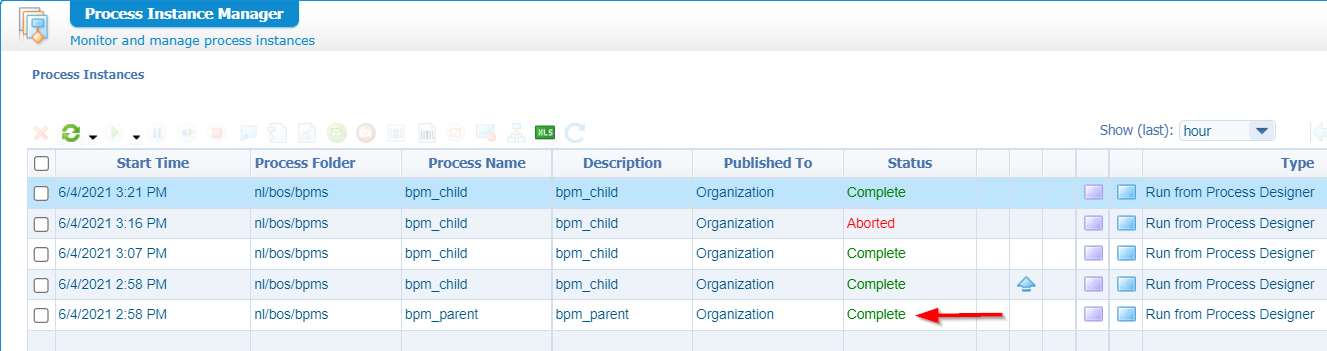 Process Instance Manager
Monitor and manage process instances
Process Instances
XLS Show (last): hour
Start Time Process Folder Process Name Description Published To Status Type
6/4/2021 3:21 PM nl/bos/bpms bpm_child bpm_child Organization Complete Run from Process Designer
6/4/2021 3:16 PM nl/bos/bpms bpm_child bpm_child Organization Aborted Run from Process Designer
6/4/2021 3:07 PM nl/bos/bpms bpm_child bpm_child Organization Complete Run from Process Designer
6/4/2021 2:58 PM nl/bos/bpms bpm_child bpm_child Organization Complete Run from Process Designer
6/4/2021 2:58 PM nl/bos/bpms bpm_parent bpm_parent Organization Complete Run from Process Designer